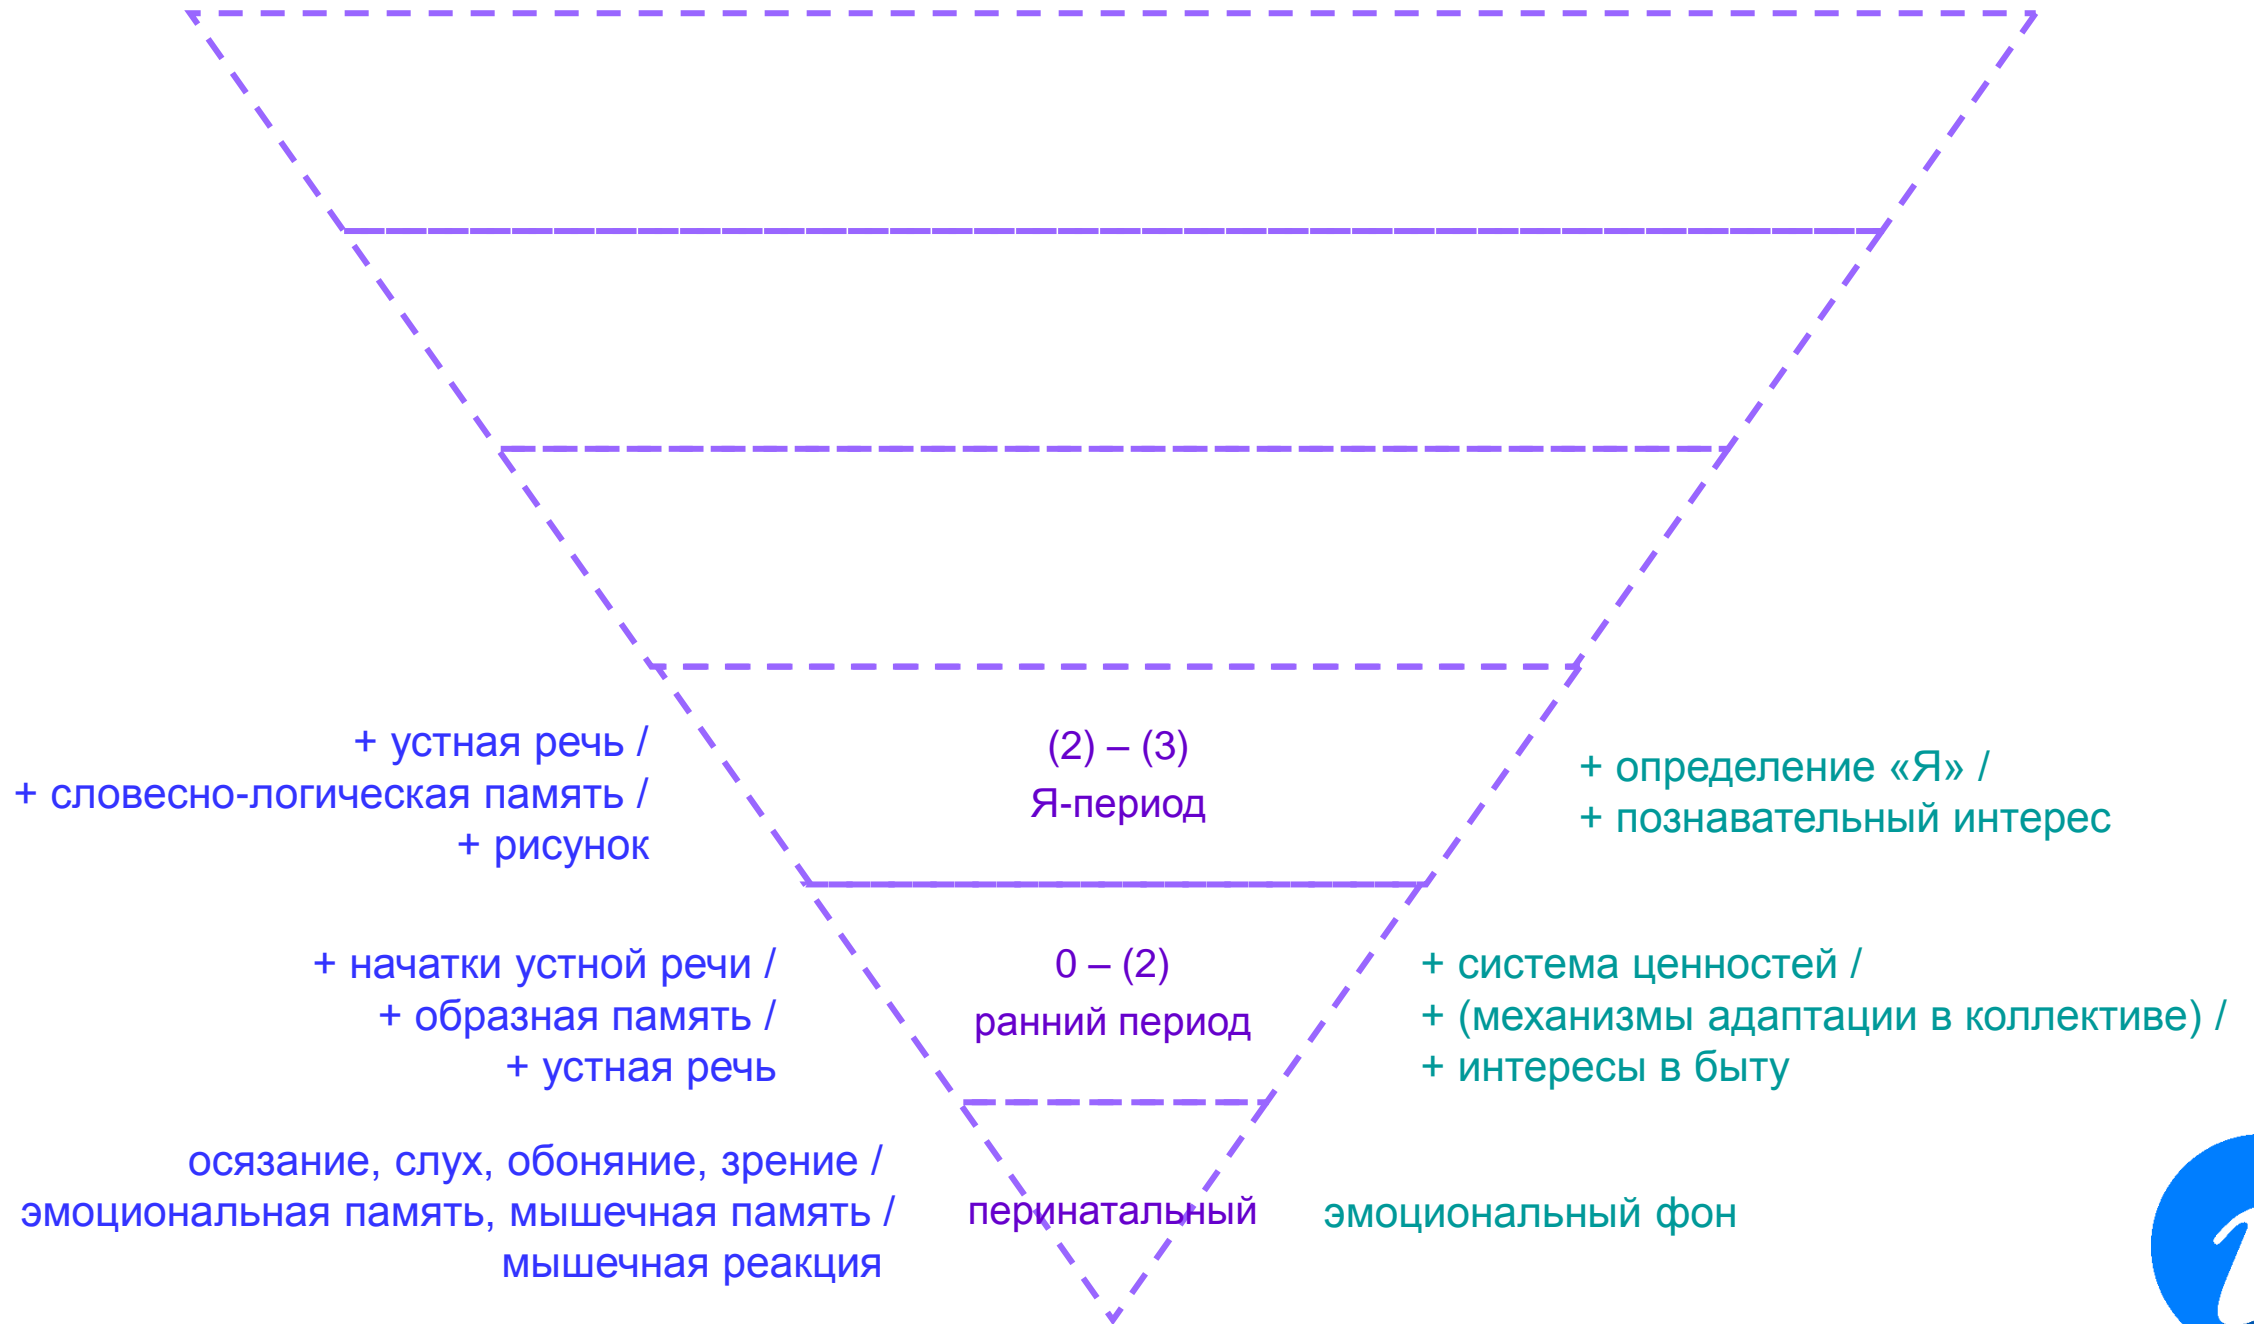 + устная речь /
+ словесно-логическая память /
+ рисунок
(2) – (3)
Я-период
+ определение «Я» /
+ познавательный интерес
+ начатки устной речи /
+ образная память /
+ устная речь
0 – (2)
ранний период
+ система ценностей /
+ (механизмы адаптации в коллективе) /
+ интересы в быту
осязание, слух, обоняние, зрение /
эмоциональная память, мышечная память /
мышечная реакция
перинатальный
эмоциональный фон